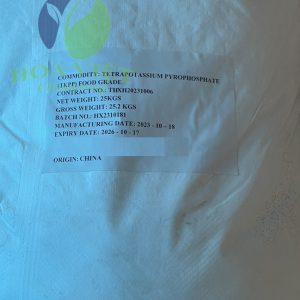 COMMODITY: TETRAPOTASSIUM PYROPHOSPHATE
(TKPP) FOOD GRADE.
CONTRACT NO.: THXH20231006
NET WEIGHT: 25KGS
GROSS WEIGHT: 25.2 KGS
BATCH NO.: HX2310181
MANUFACTURING DATE: 2023 - 10 - 18
EXPIRY DATE: 2026 - 10 - 17
ORIGIN: CHINA